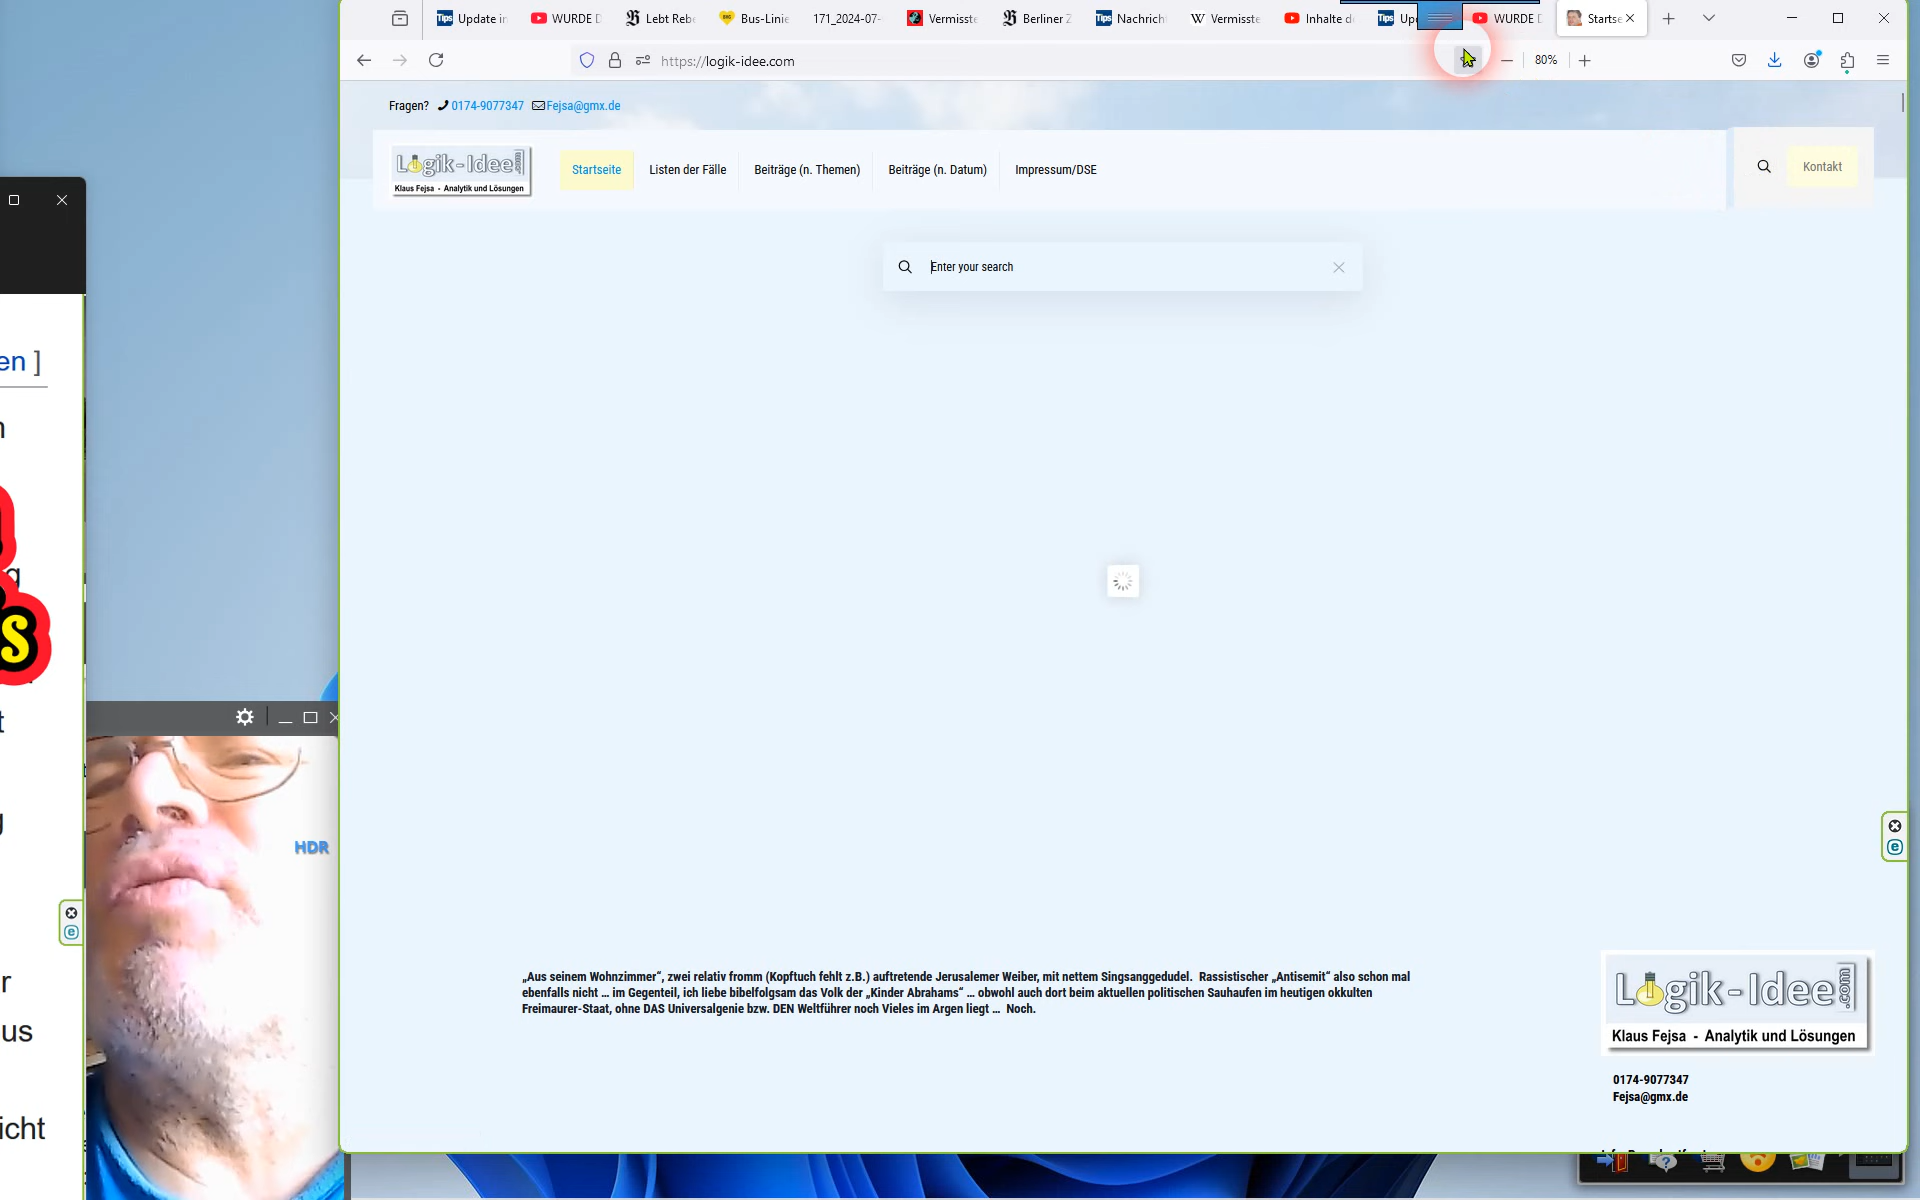 Update in
WURDE D
Lebt Rebe
Bus-Linie
171_2024-07-
Vermisste
Berliner Z
Nachrich
Vermisste
Inhalte d
Up
WURDE D
Startse
https://logik-idee.com
80%
Fragen? 0174-9077347 Fejsa@gmx.de
Logik-Idee.com
Klaus Fejsa - Analytik und Lösungen
Startseite
Listen der Fälle
Beiträge (n. Themen)
Beiträge (n. Datum)
Impressum/DSE
Kontakt
Enter your search
en ]
g
s
t
HDR
r
us
icht
„Aus seinem Wohnzimmer“, zwei relativ fromm (Kopftuch fehlt z.B.) auftretende Jerusalemer Weiber, mit nettem Singsanggedudel. Rassistischer „Antisemit“ also schon mal
ebenfalls nicht … im Gegenteil, ich liebe bibelfolgsam das Volk der „Kinder Abrahams“ … obwohl auch dort beim aktuellen politischen Sauhaufen im heutigen okkulten
Freimaurer-Staat, ohne DAS Universalgenie bzw. DEN Weltführer noch Vieles im Argen liegt … Noch.
Logik-Idee.com
Klaus Fejsa - Analytik und Lösungen
0174-9077347
Fejsa@gmx.de